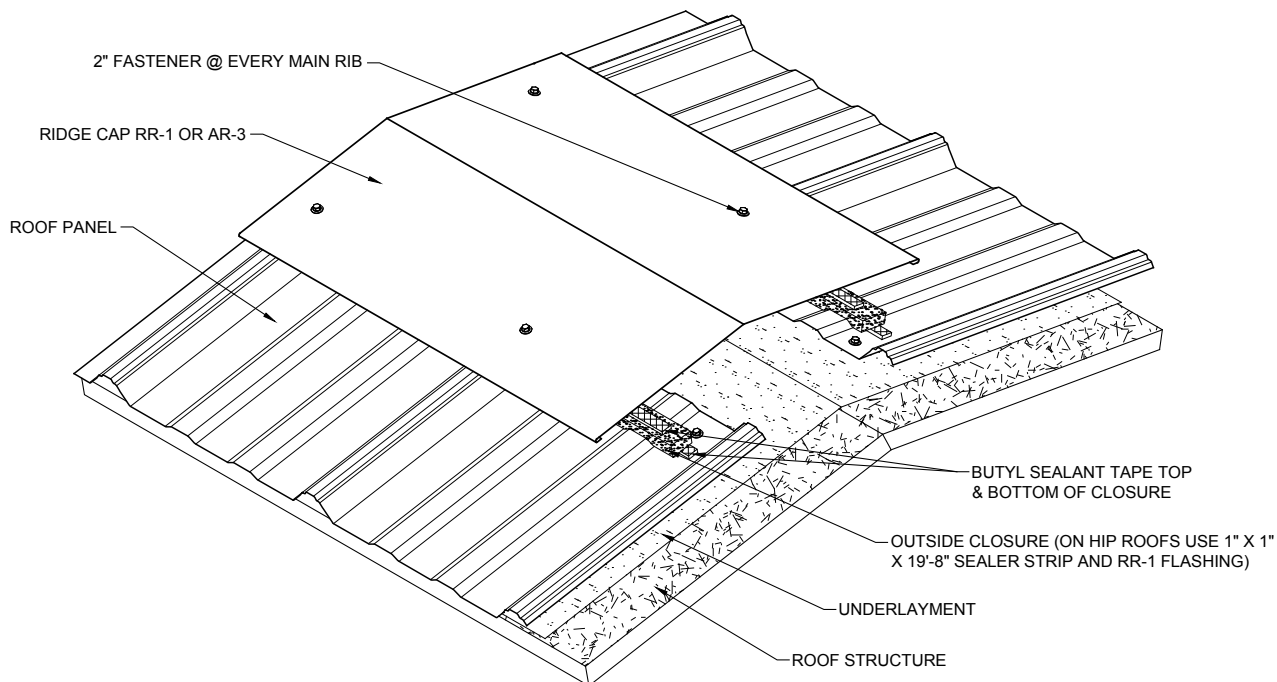 2" FASTENER @ EVERY MAIN RIB
RIDGE CAP RR-1 OR AR-3
ROOF PANEL
BUTYL SEALANT TAPE TOP
& BOTTOM OF CLOSURE
OUTSIDE CLOSURE (ON HIP ROOFS USE 1" X 1"
X 19'-8" SEALER STRIP AND RR-1 FLASHING)
UNDERLAYMENT
ROOF STRUCTURE